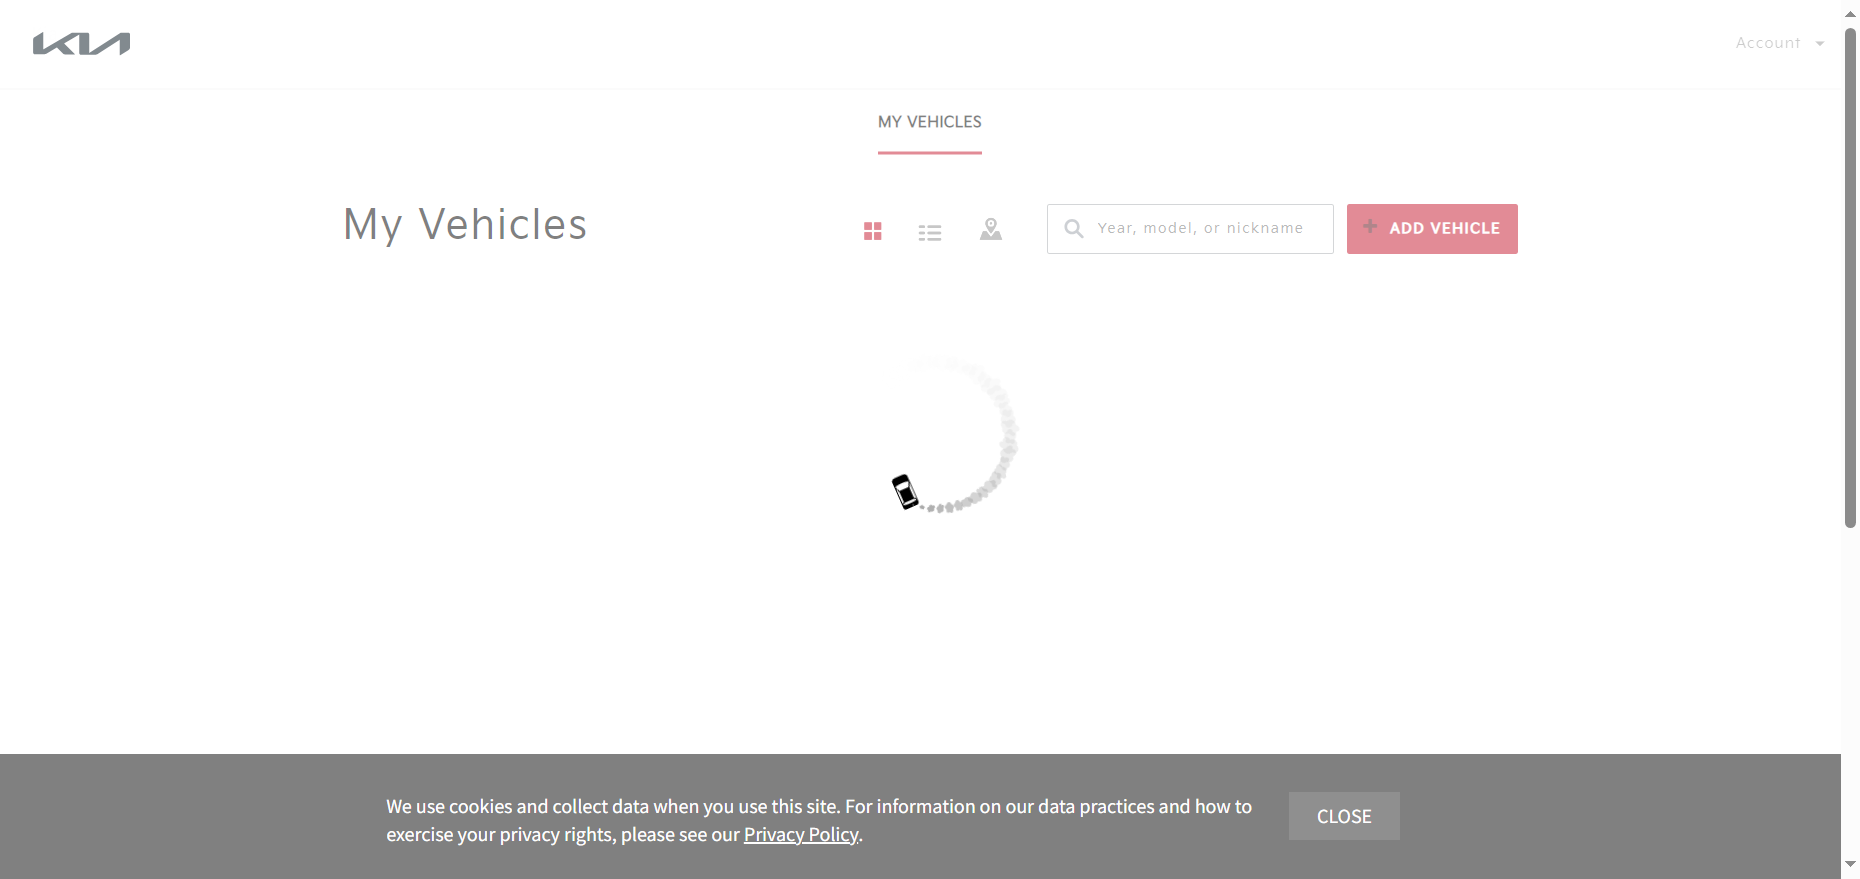 KIA
Account
MY VEHICLES
My Vehicles
Year, model, or nickname
ADD VEHICLE
We use cookies and collect data when you use this site. For information on our data practices and how to
exercise your privacy rights, please see our Privacy Policy.
CLOSE